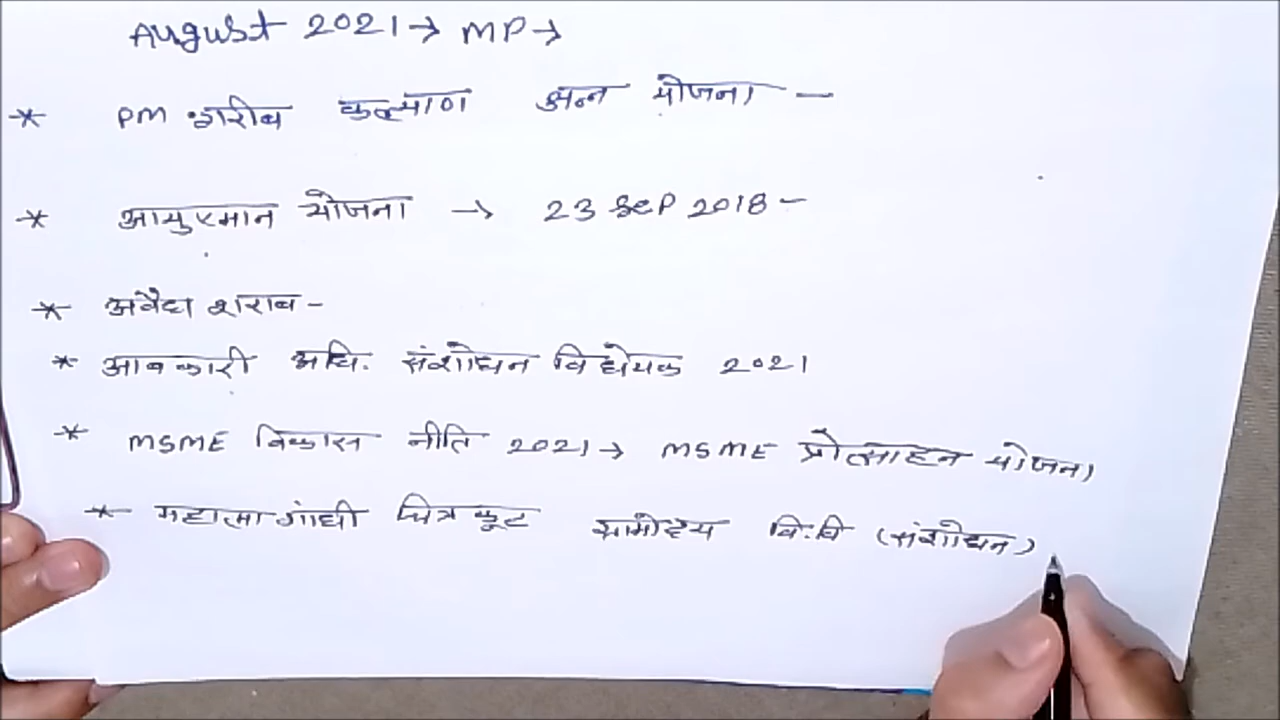 August 2021 → MP →
* PM गरीब कल्याण अन्न योजना —
* आयुष्मान योजना → 23 Sep 2018 –
* अवैध शराब –
* आबकारी अधि. संशोधन विधेयक 2021
* MSME विकास नीति 2021 → MSME प्रोत्साहन योजना
* महात्मा गांधी चित्रकूट ग्रामोदय वि.वि (संशोधन)